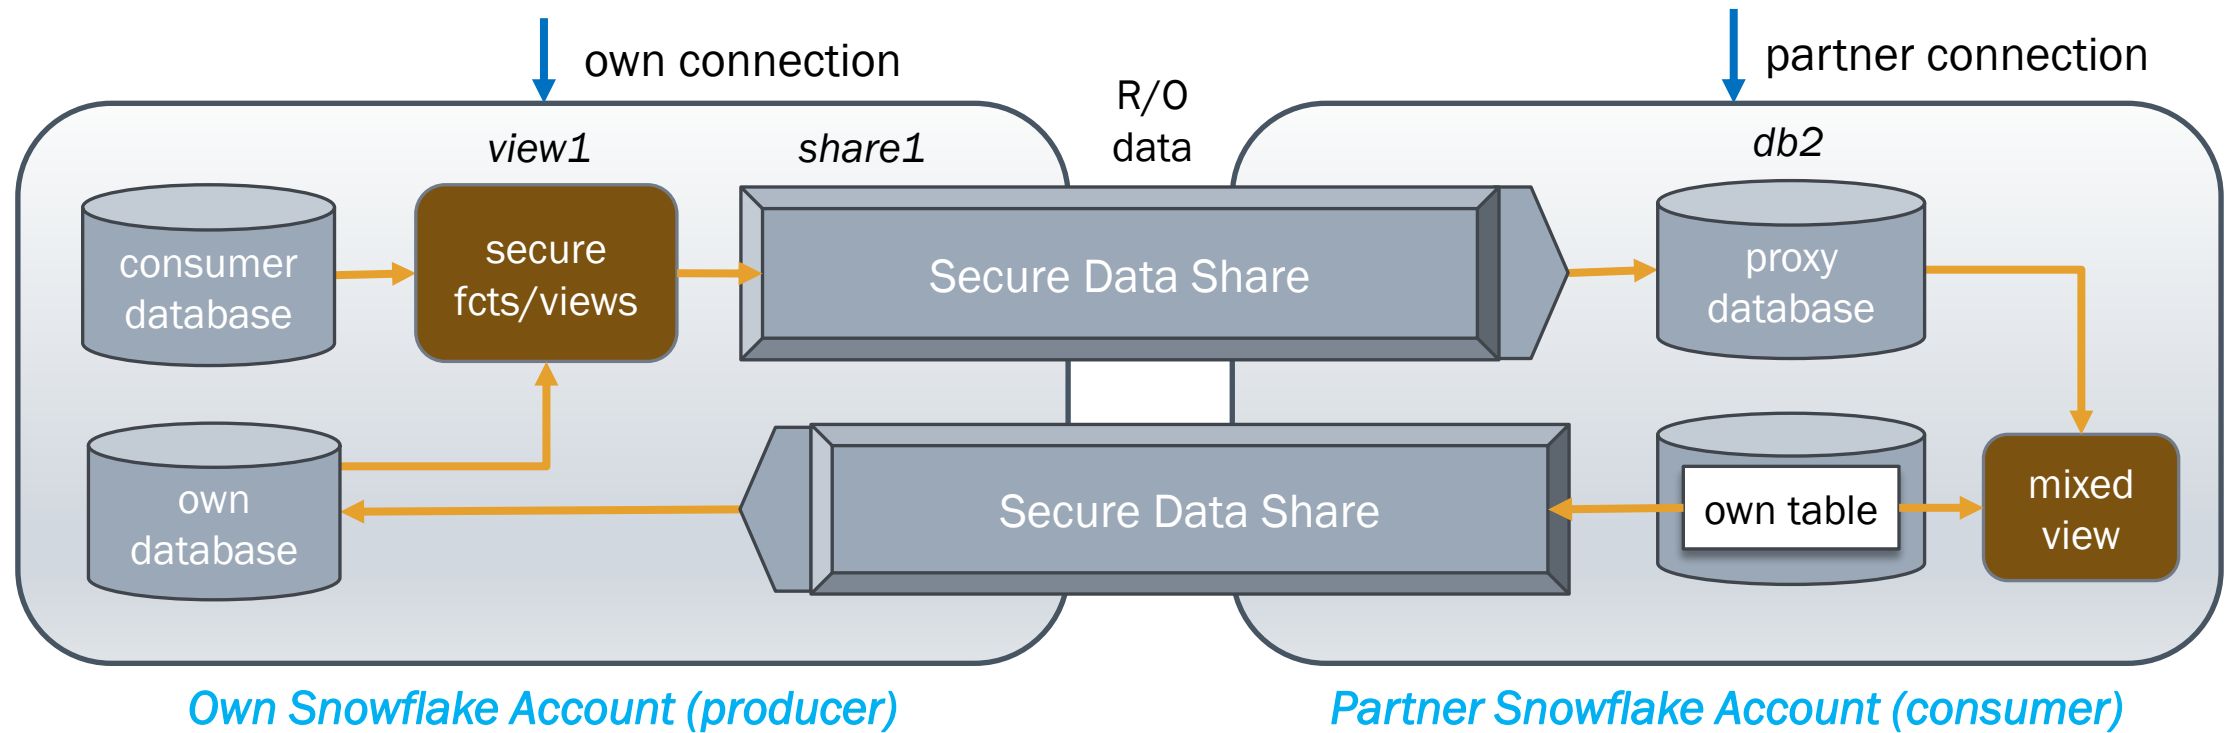 own connection
partner connection
R/O
data
view1
share1
db2
consumer
database
secure
fcts/views
Secure Data Share
proxy
database
own
database
Secure Data Share
own table
mixed
view
Own Snowflake Account (producer)
Partner Snowflake Account (consumer)